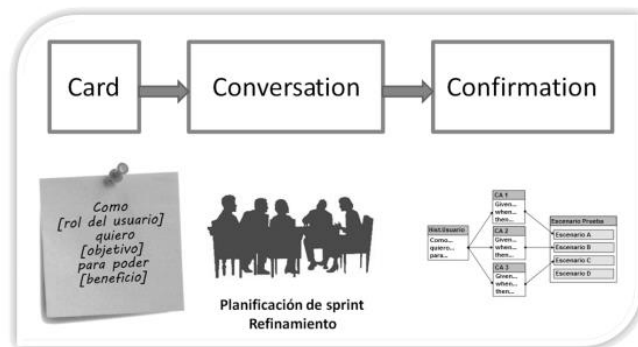 Card
Conversation
Confirmation
Como
[rol del usuario]
quiero
[objetivo]
para poder
[beneficio]
Planificación de sprint
Refinamiento
Hist.Usuario
Como...
quiero...
para...
CA 1
Given...
when...
then...
CA 2
Given...
when...
then...
CA 3
Given...
when...
then...
Escenario Prueba
Escenario A
Escenario B
Escenario C
Escenario D